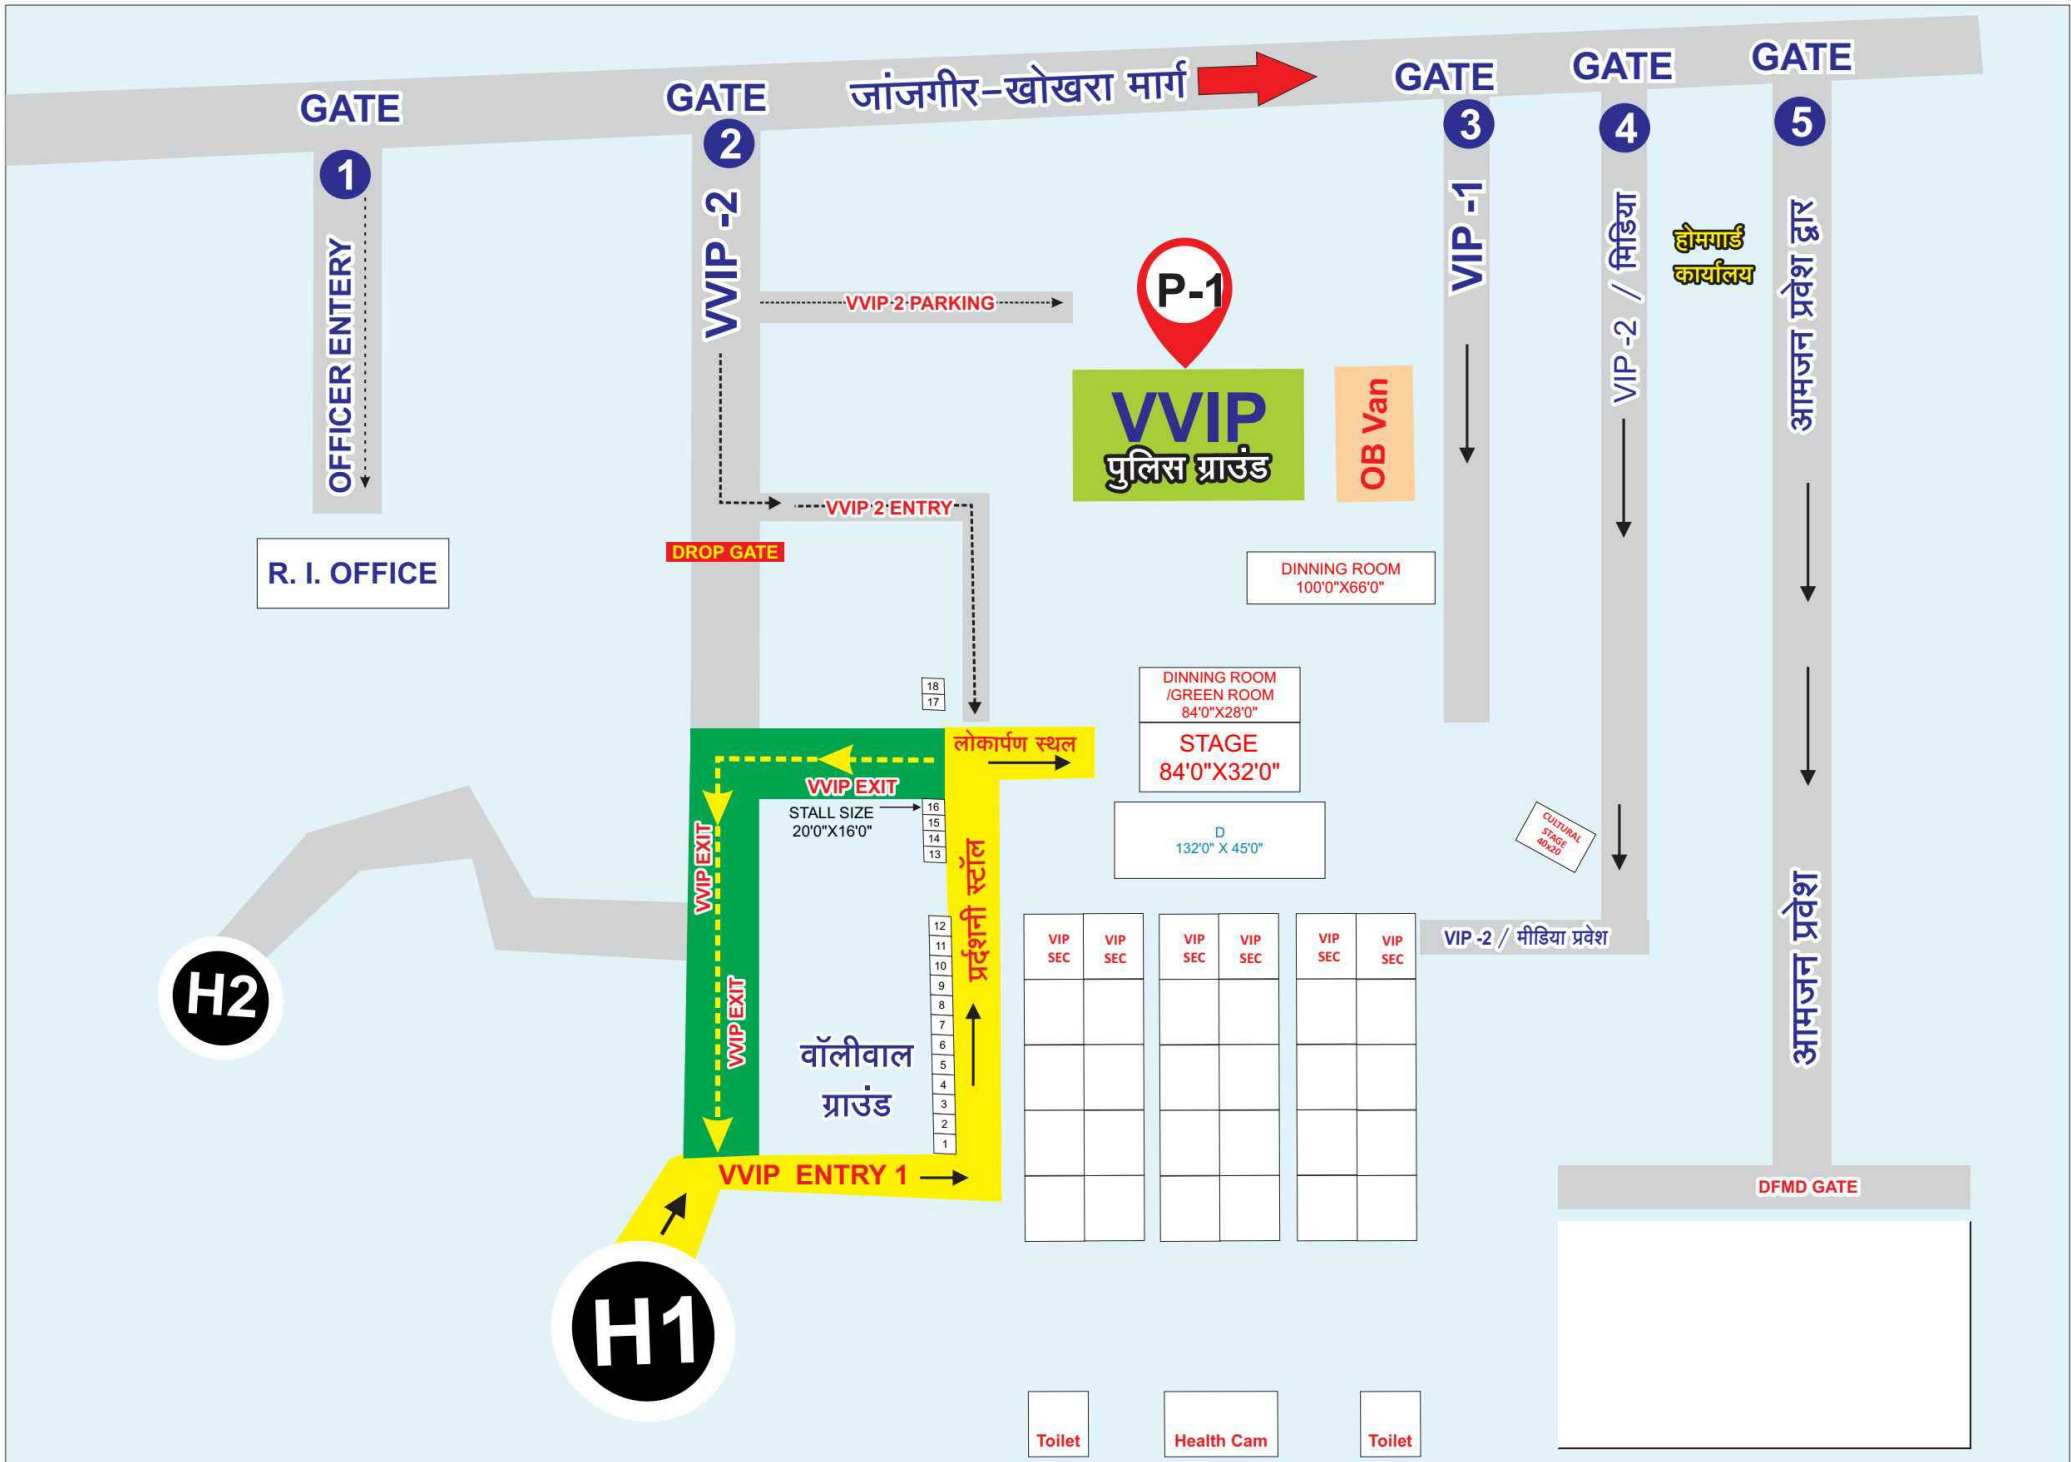 जांजगीर-खोखरा मार्ग
GATE
1
OFFICER ENTERY
R. I. OFFICE
GATE
2
VVIP -2
VVIP-2 PARKING
VVIP 2 ENTRY
DROP GATE
P-1
VVIP
पुलिस ग्राउंड
OB Van
GATE
3
VIP -1
GATE
4
VIP -2 / मिडिया
होमगार्ड
कार्यालय
GATE
5
आमजन प्रवेश द्वार
आमजन प्रवेश
DINNING ROOM
100'0"X66'0"
DINNING ROOM
/GREEN ROOM
84'0"X28'0"
STAGE
84'0"X32'0"
D
132'0" X 45'0"
CULTURAL
STAGE
40x20
VIP -2 / मीडिया प्रवेश
18
17
लोकार्पण स्थल
VVIP EXIT
STALL SIZE
20'0"X16'0"
16
15
14
13
VVIP EXIT
VVIP EXIT
प्रर्दशनी स्टॉल
12
11
10
9
8
7
6
5
4
3
2
1
वॉलीवाल
ग्राउंड
VVIP ENTRY 1
H2
H1
VIP
SEC
VIP
SEC
VIP
SEC
VIP
SEC
VIP
SEC
VIP
SEC
DFMD GATE
Toilet
Health Cam
Toilet